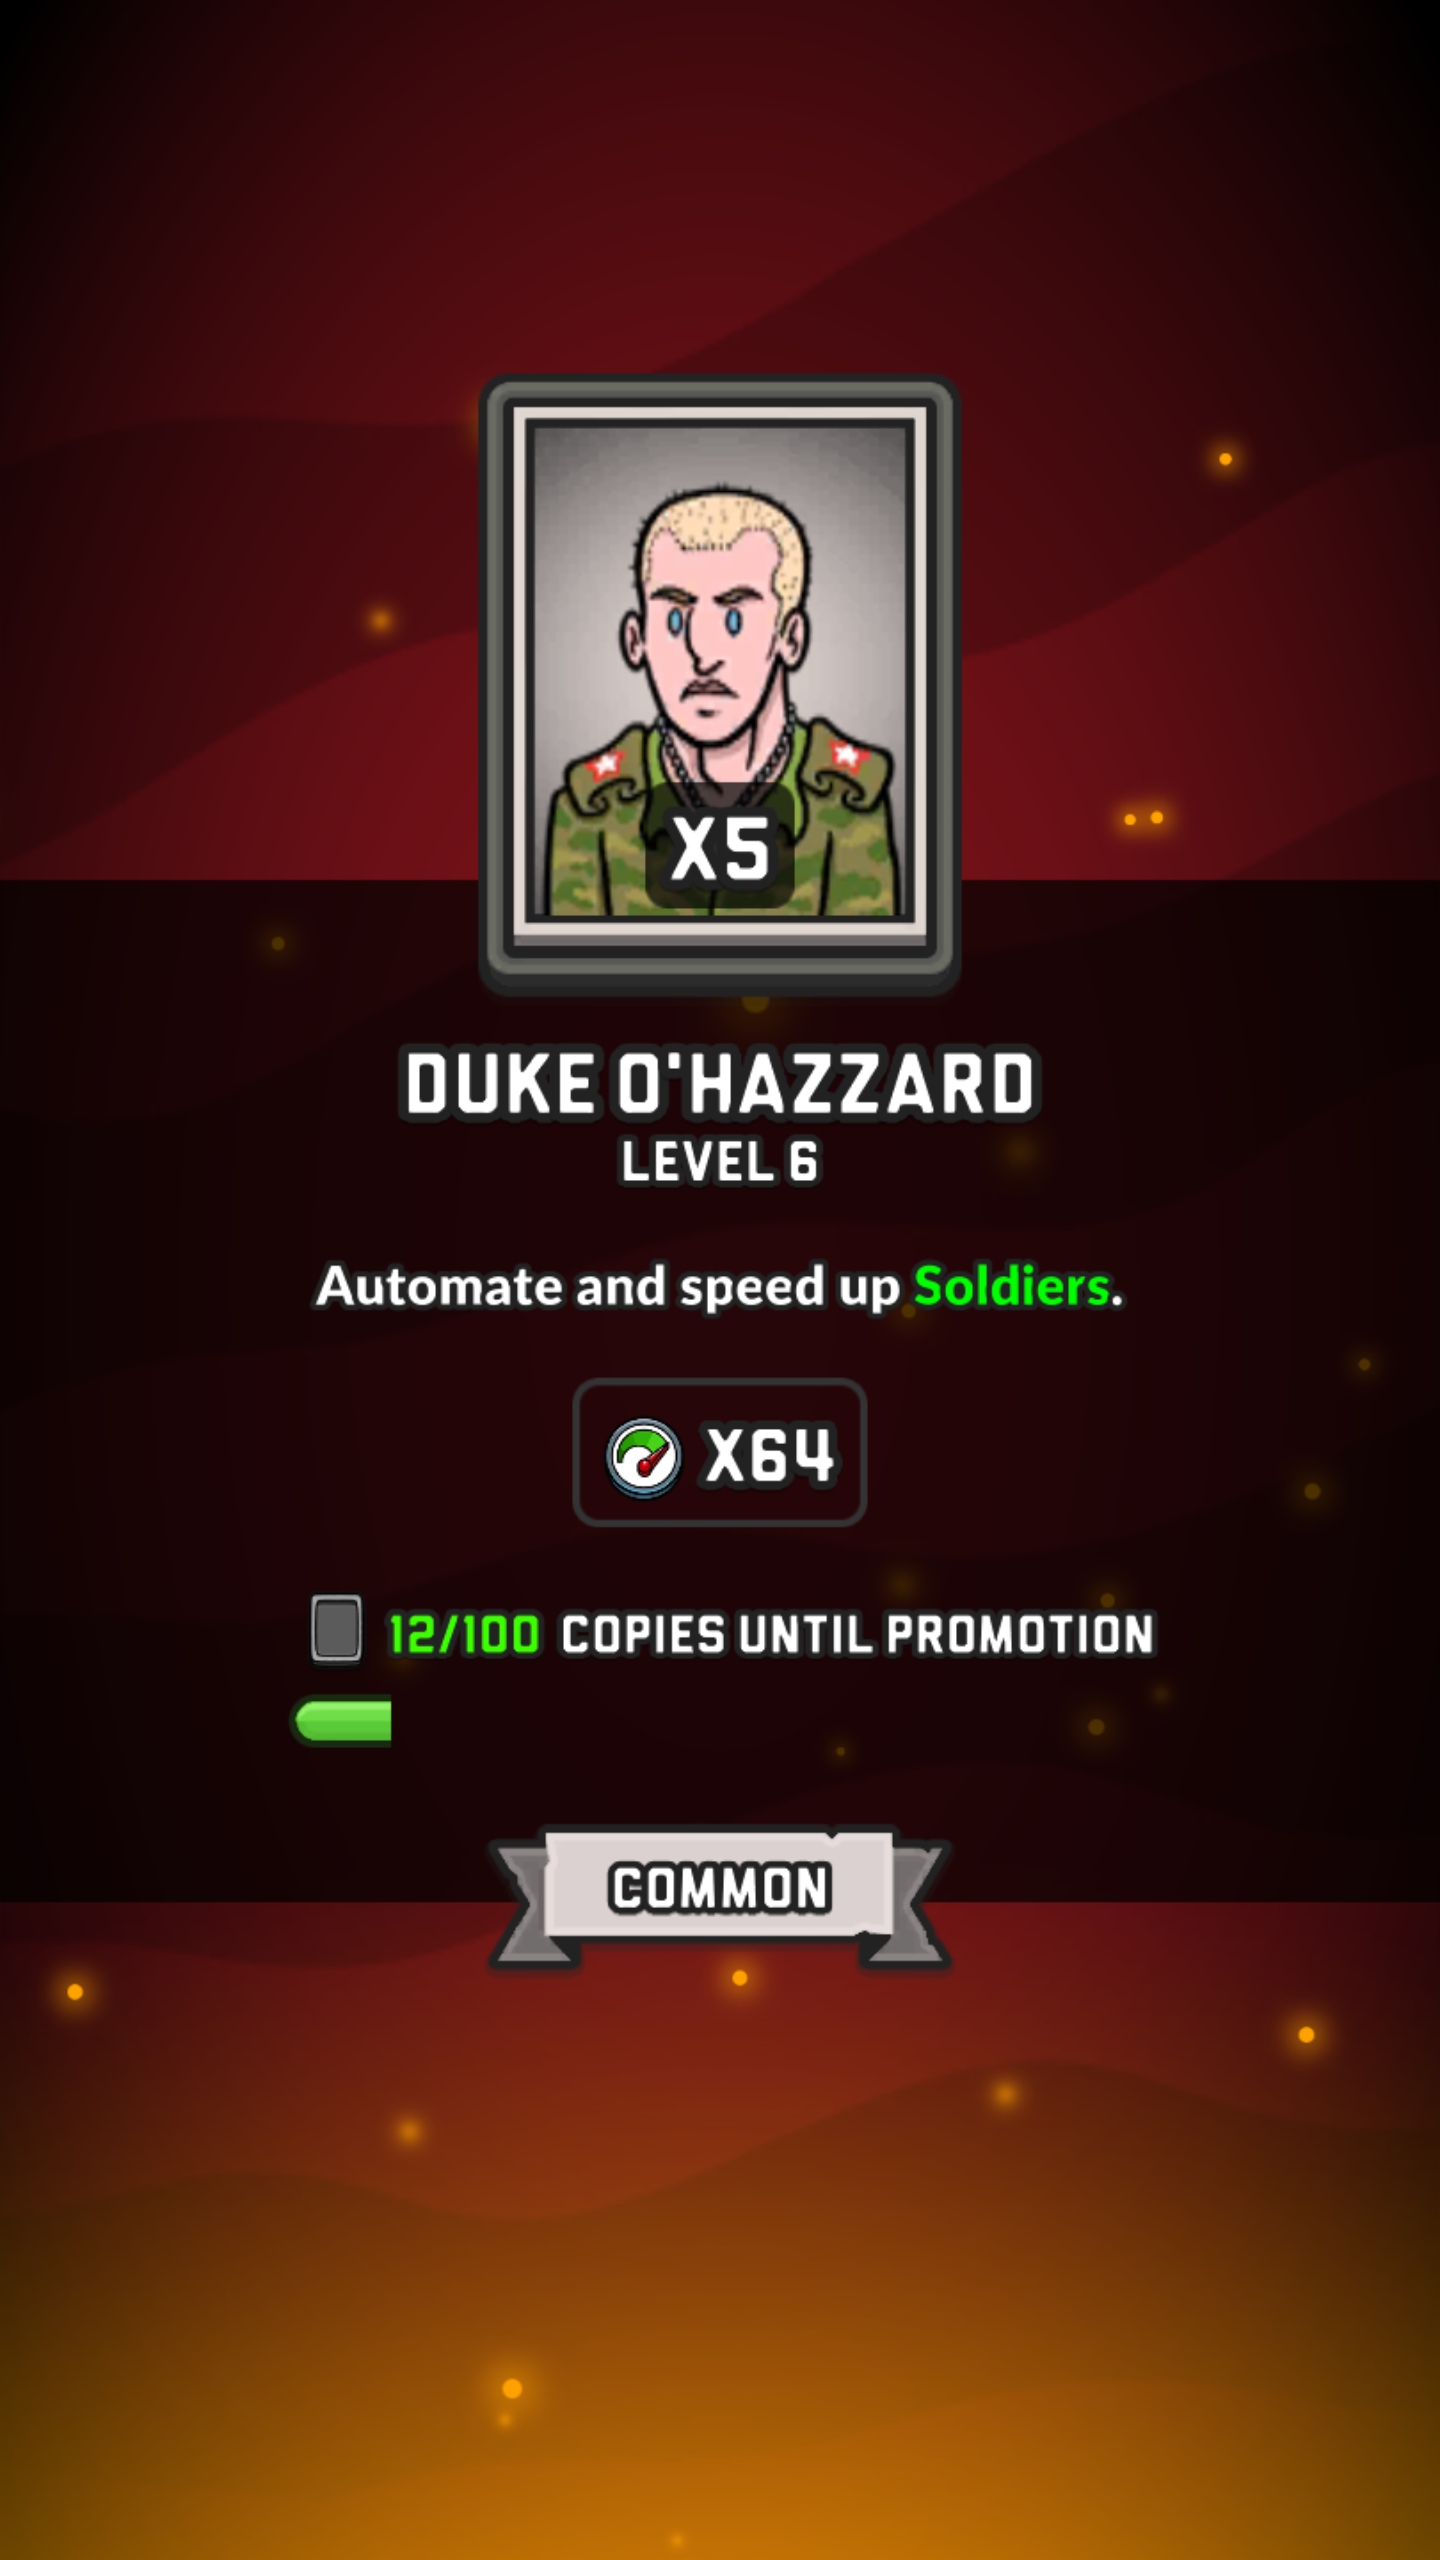 X5
DUKE O'HAZZARD
LEVEL 6
Automate and speed up Soldiers.
X64
12/100 COPIES UNTIL PROMOTION
COMMON